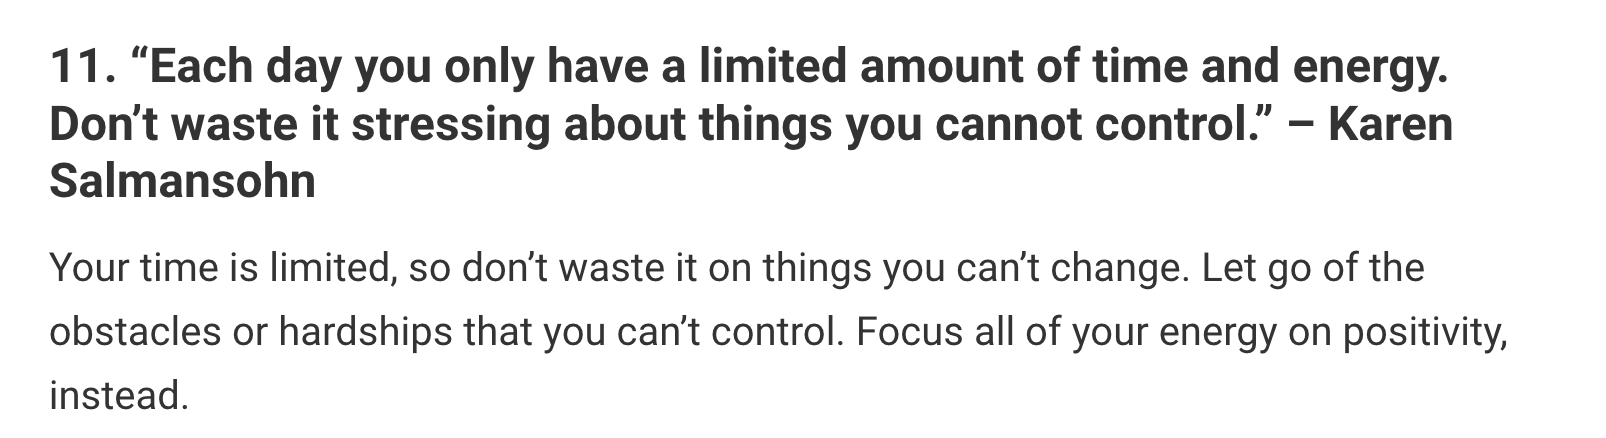 11. “Each day you only have a limited amount of time and energy.
Don’t waste it stressing about things you cannot control.” – Karen
Salmansohn
Your time is limited, so don’t waste it on things you can’t change. Let go of the
obstacles or hardships that you can’t control. Focus all of your energy on positivity,
instead.